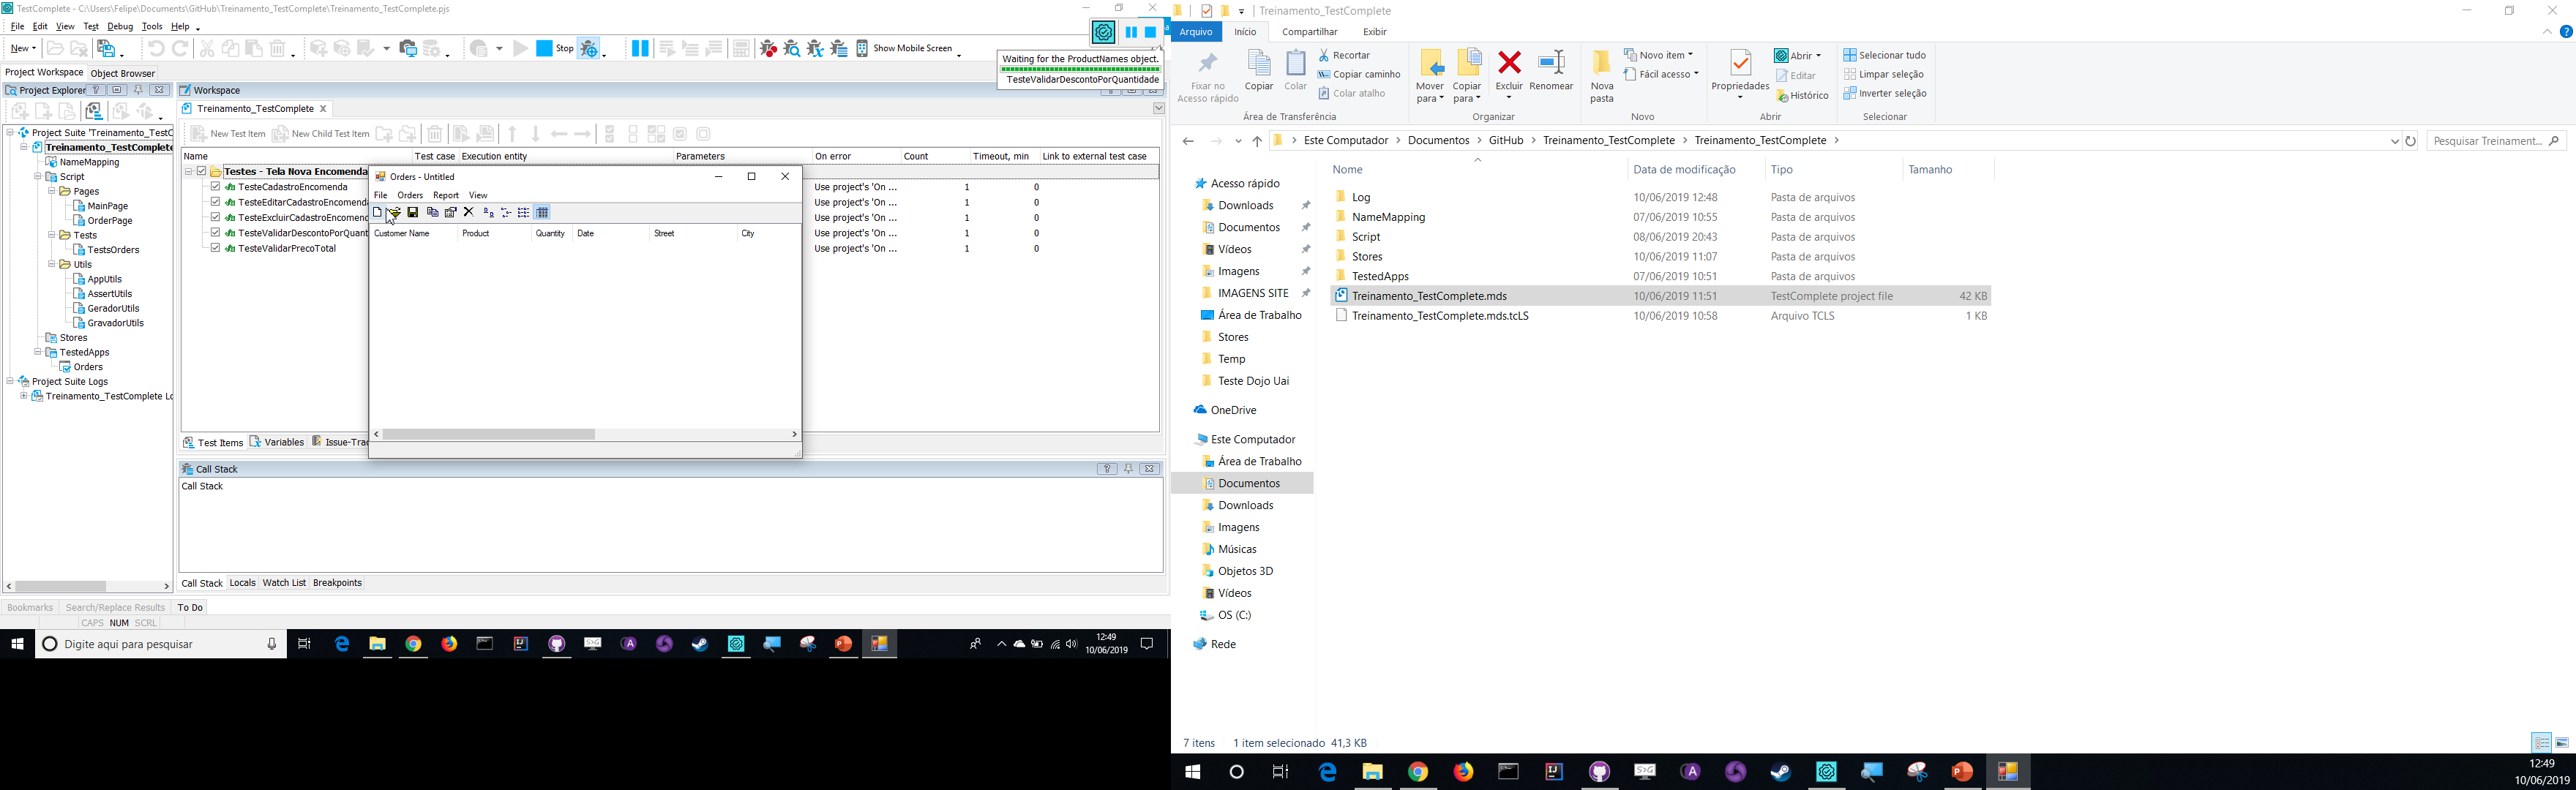 TestComplete - C:\Users\Felipe\Documents\GitHub\Treinamento_TestComplete\Treinamento_TestComplete.pjs
File Edit View Test Debug Tools Help
New Stop Show Mobile Screen
Waiting for the ProductNames object.
TesteValidarDescontoPorQuantidade
Project Workspace Object Browser
Project Explorer
Project Suite 'Treinamento_TestC
Treinamento_TestComplete
NameMapping
Script
Pages
MainPage
OrderPage
Tests
TestsOrders
Utils
AppUtils
AssertUtils
GeradorUtils
GravadorUtils
Stores
TestedApps
Orders
Project Suite Logs
Treinamento_TestComplete Lo
Workspace
Treinamento_TestComplete
New Test Item New Child Test Item
Name Test case Execution entity Parameters On error Count Timeout, min Link to external test case
Testes - Tela Nova Encomenda
TesteCadastroEncomenda Use project's 'On ... 1 0
TesteEditarCadastroEncomenda Use project's 'On ... 1 0
TesteExcluirCadastroEncomenc Use project's 'On ... 1 0
TesteValidarDescontoPorQuant Use project's 'On ... 1 0
TesteValidarPrecoTotal Use project's 'On ... 1 0
Orders - Untitled
File Orders Report View
Customer Name Product Quantity Date Street City
Test Items Variables Issue-Trac
Call Stack
Call Stack
Call Stack Locals Watch List Breakpoints
Bookmarks Search/Replace Results To Do
CAPS NUM SCRL
Digite aqui para pesquisar
12:49
10/06/2019
Treinamento_TestComplete
Arquivo Início Compartilhar Exibir
Fixar no Acesso rápido
Copiar
Colar
Recortar
Copiar caminho
Colar atalho
Área de Transferência
Mover para
Copiar para
Excluir
Renomear
Organizar
Nova pasta
Novo item
Fácil acesso
Novo
Propriedades
Abrir
Editar
Histórico
Abrir
Selecionar tudo
Limpar seleção
Inverter seleção
Selecionar
Este Computador Documentos GitHub Treinamento_TestComplete Treinamento_TestComplete
Pesquisar Treinament...
Acesso rápido
Downloads
Documentos
Vídeos
Imagens
IMAGENS SITE
Área de Trabalho
Stores
Temp
Teste Dojo Uai
OneDrive
Este Computador
Área de Trabalho
Documentos
Downloads
Imagens
Músicas
Objetos 3D
Vídeos
OS (C:)
Rede
Nome Data de modificação Tipo Tamanho
Log 10/06/2019 12:48 Pasta de arquivos
NameMapping 07/06/2019 10:55 Pasta de arquivos
Script 08/06/2019 20:43 Pasta de arquivos
Stores 10/06/2019 11:07 Pasta de arquivos
TestedApps 07/06/2019 10:51 Pasta de arquivos
Treinamento_TestComplete.mds 10/06/2019 11:51 TestComplete project file 42 KB
Treinamento_TestComplete.mds.tcLS 10/06/2019 10:58 Arquivo TCLS 1 KB
7 itens 1 item selecionado 41,3 KB
12:49
10/06/2019